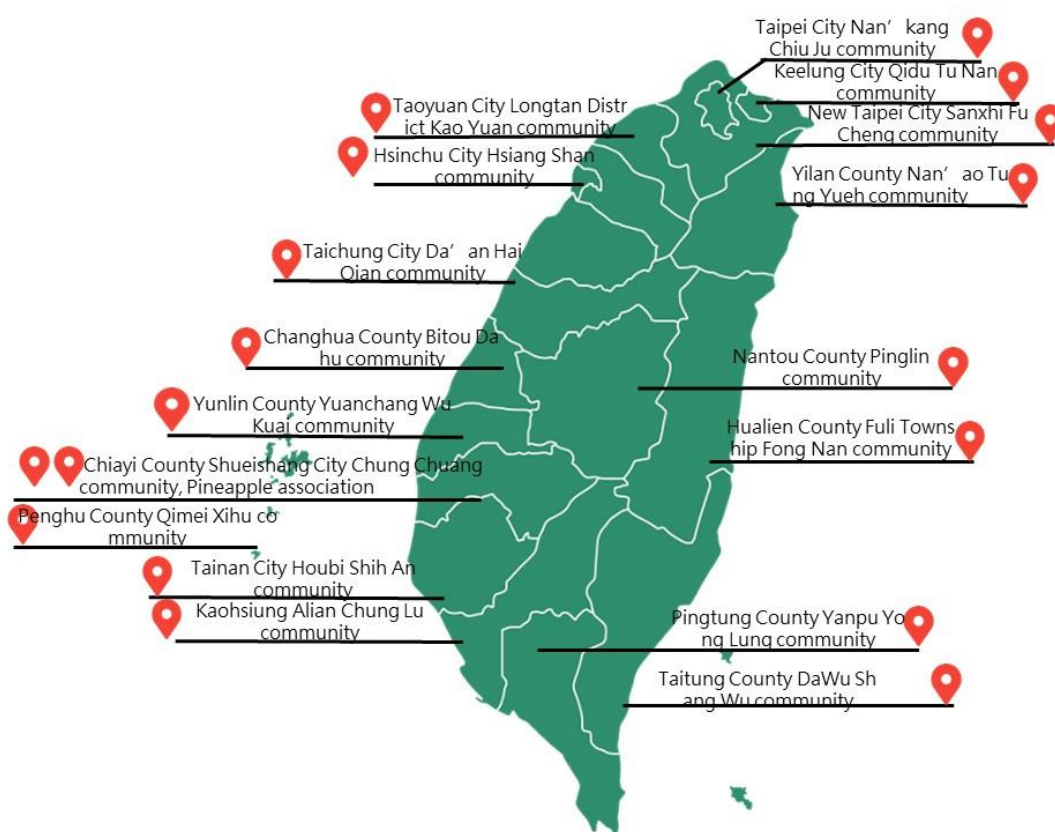 Taipei City Nan’kang
Chiu Ju community
Keelung City Qidu Tu Nan
community
New Taipei City Sanxhi Fu
Cheng community
Yilan County Nan’ao Tu
ng Yueh community
Taoyuan City Longtan Distr
ict Kao Yuan community
Hsinchu City Hsiang Shan
community
Taichung City Da’an Hai
Qian community
Changhua County Bitou Da
hu community
Yunlin County Yuanchang Wu
Kuai community
Chiayi County Shueishang City Chung Chuang
community, Pineapple association
Penghu County Qimei Xihu co
mmunity
Tainan City Houbi Shih An
community
Kaohsiung Alian Chung Lu
community
Nantou County Pinglin
community
Hualien County Fuli Towns
hip Fong Nan community
Pingtung County Yanpu Yo
ng Lung community
Taitung County DaWu Sh
ang Wu community